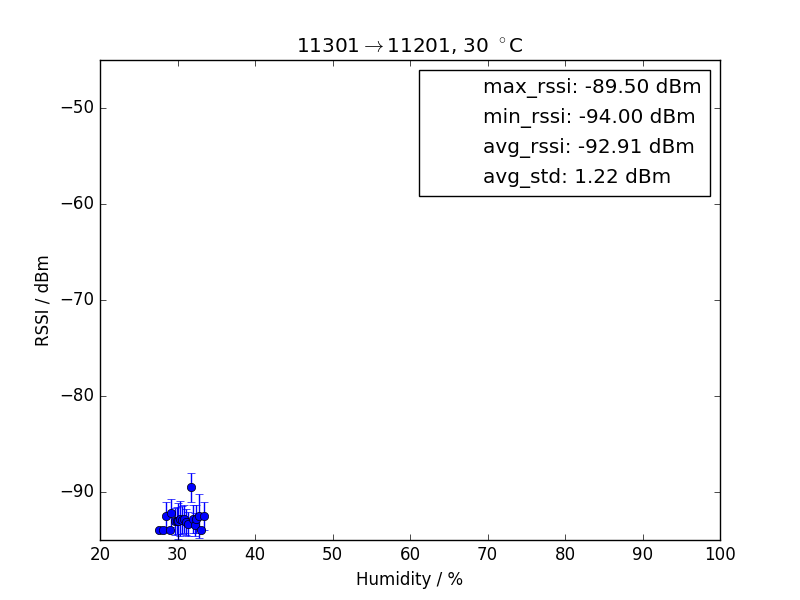 11301→11201, 30 °C
max_rssi: -89.50 dBm
min_rssi: -94.00 dBm
avg_rssi: -92.91 dBm
avg_std: 1.22 dBm
RSSI / dBm
−50
−60
−70
−80
−90
20 30 40 50 60 70 80 90 100
Humidity / %